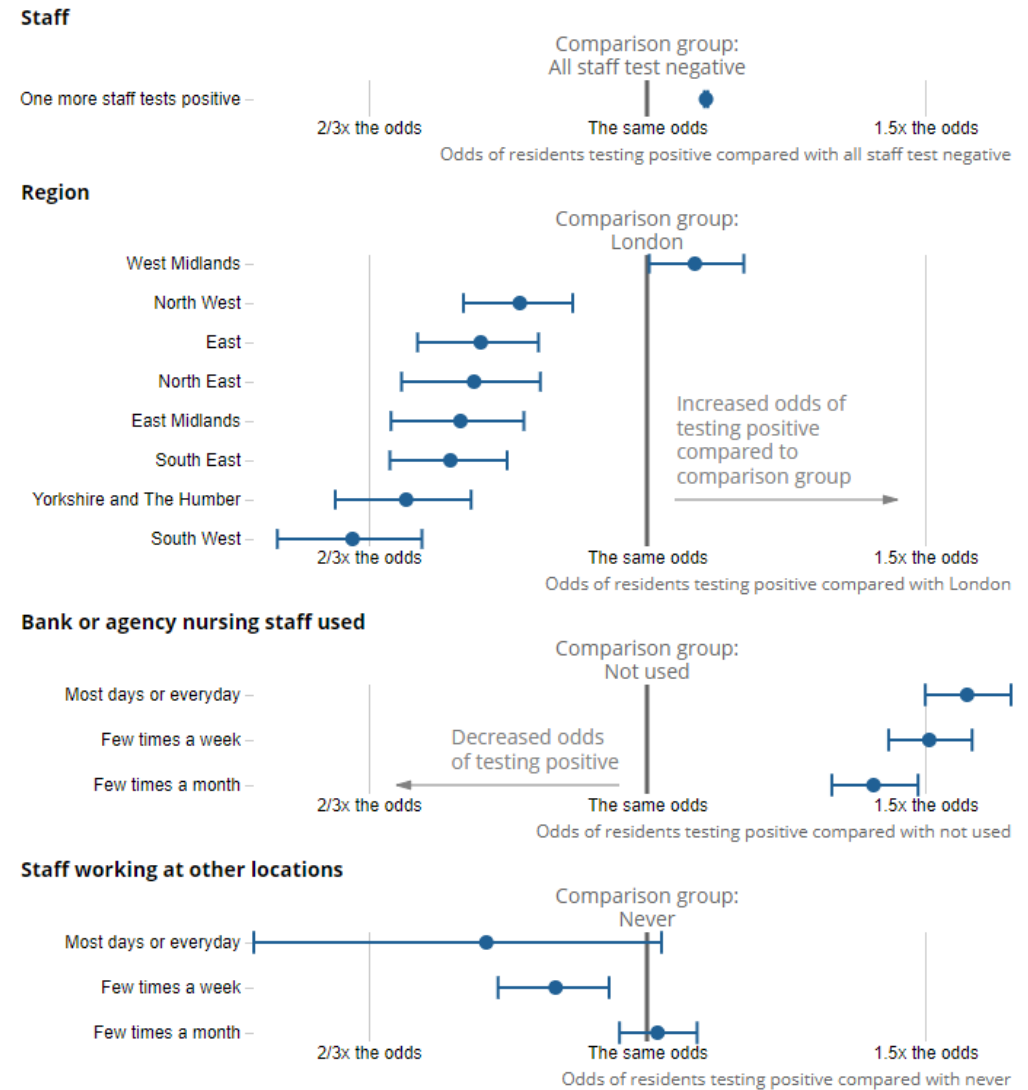 Staff
Comparison group:
All staff test negative
One more staff tests positive
2/3x the odds
The same odds
1.5x the odds
Odds of residents testing positive compared with all staff test negative
Region
Comparison group:
London
West Midlands
North West
East
North East
East Midlands
South East
Yorkshire and The Humber
South West
Increased odds of
testing positive
compared to
comparison group
2/3x the odds
The same odds
1.5x the odds
Odds of residents testing positive compared with London
Bank or agency nursing staff used
Comparison group:
Not used
Most days or everyday
Few times a week
Few times a month
Decreased odds
of testing positive
2/3x the odds
The same odds
1.5x the odds
Odds of residents testing positive compared with not used
Staff working at other locations
Comparison group:
Never
Most days or everyday
Few times a week
Few times a month
2/3x the odds
The same odds
1.5x the odds
Odds of residents testing positive compared with never